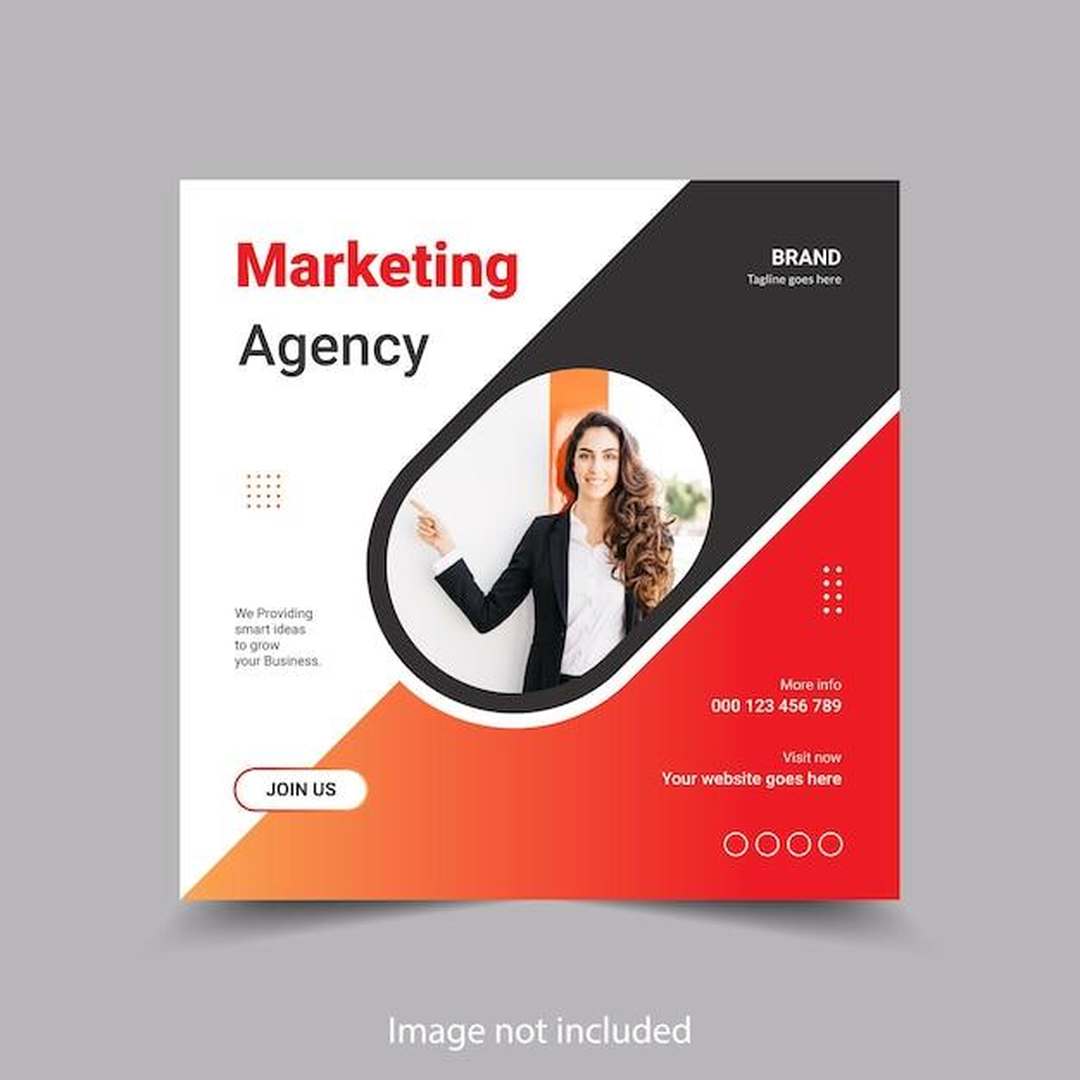 Marketing
Agency
BRAND
Tagline goes here
We Providing
smart ideas
to grow
your Business.
JOIN US
More info
000 123 456 789
Visit now
Your website goes here
Image not included